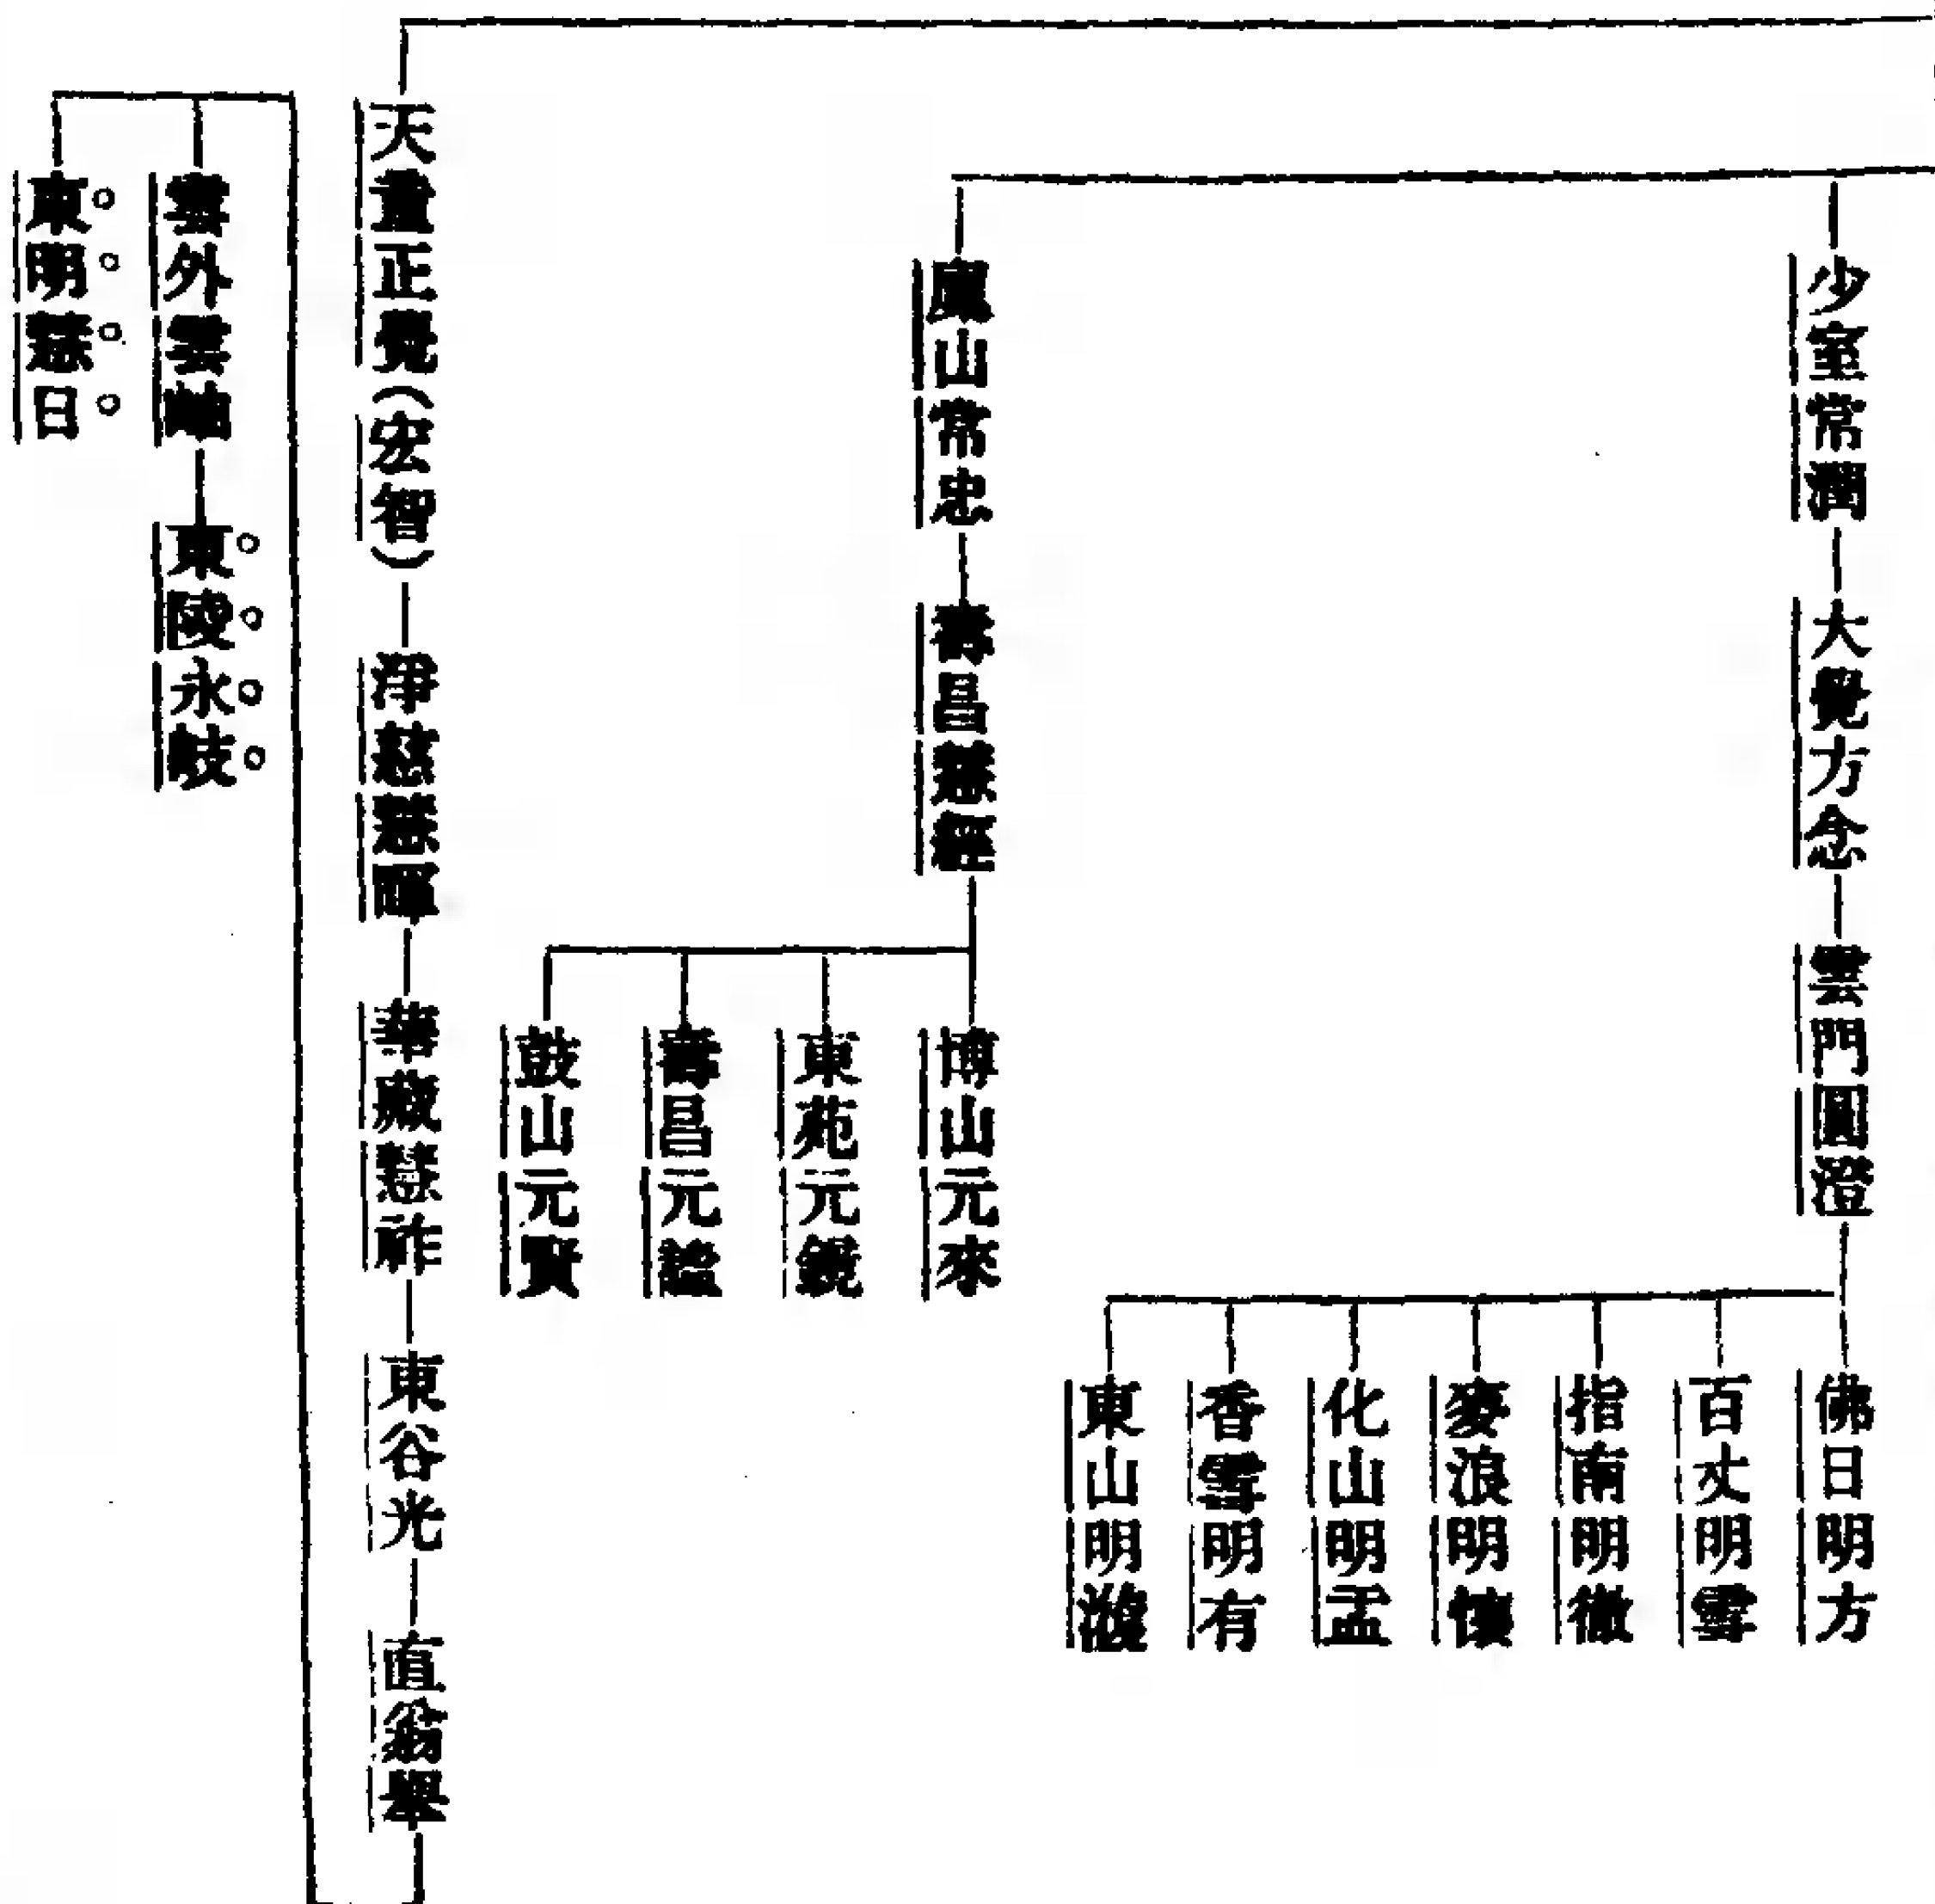 少室常潤
大覺方念
雲門圓澄
佛日明方
百丈明雪
指南明徹
麥浪明懷
化山明盂
香雪明有
東山明澓
廩山常忠
壽昌慧經
博山元來
東苑元鏡
壽昌元謐
鼓山元賢
天童正覺(宏智)
淨慈慧暉
華藏慧祚
東谷光
直翁舉
雲外雲岫
東陵永岐
東明慧日